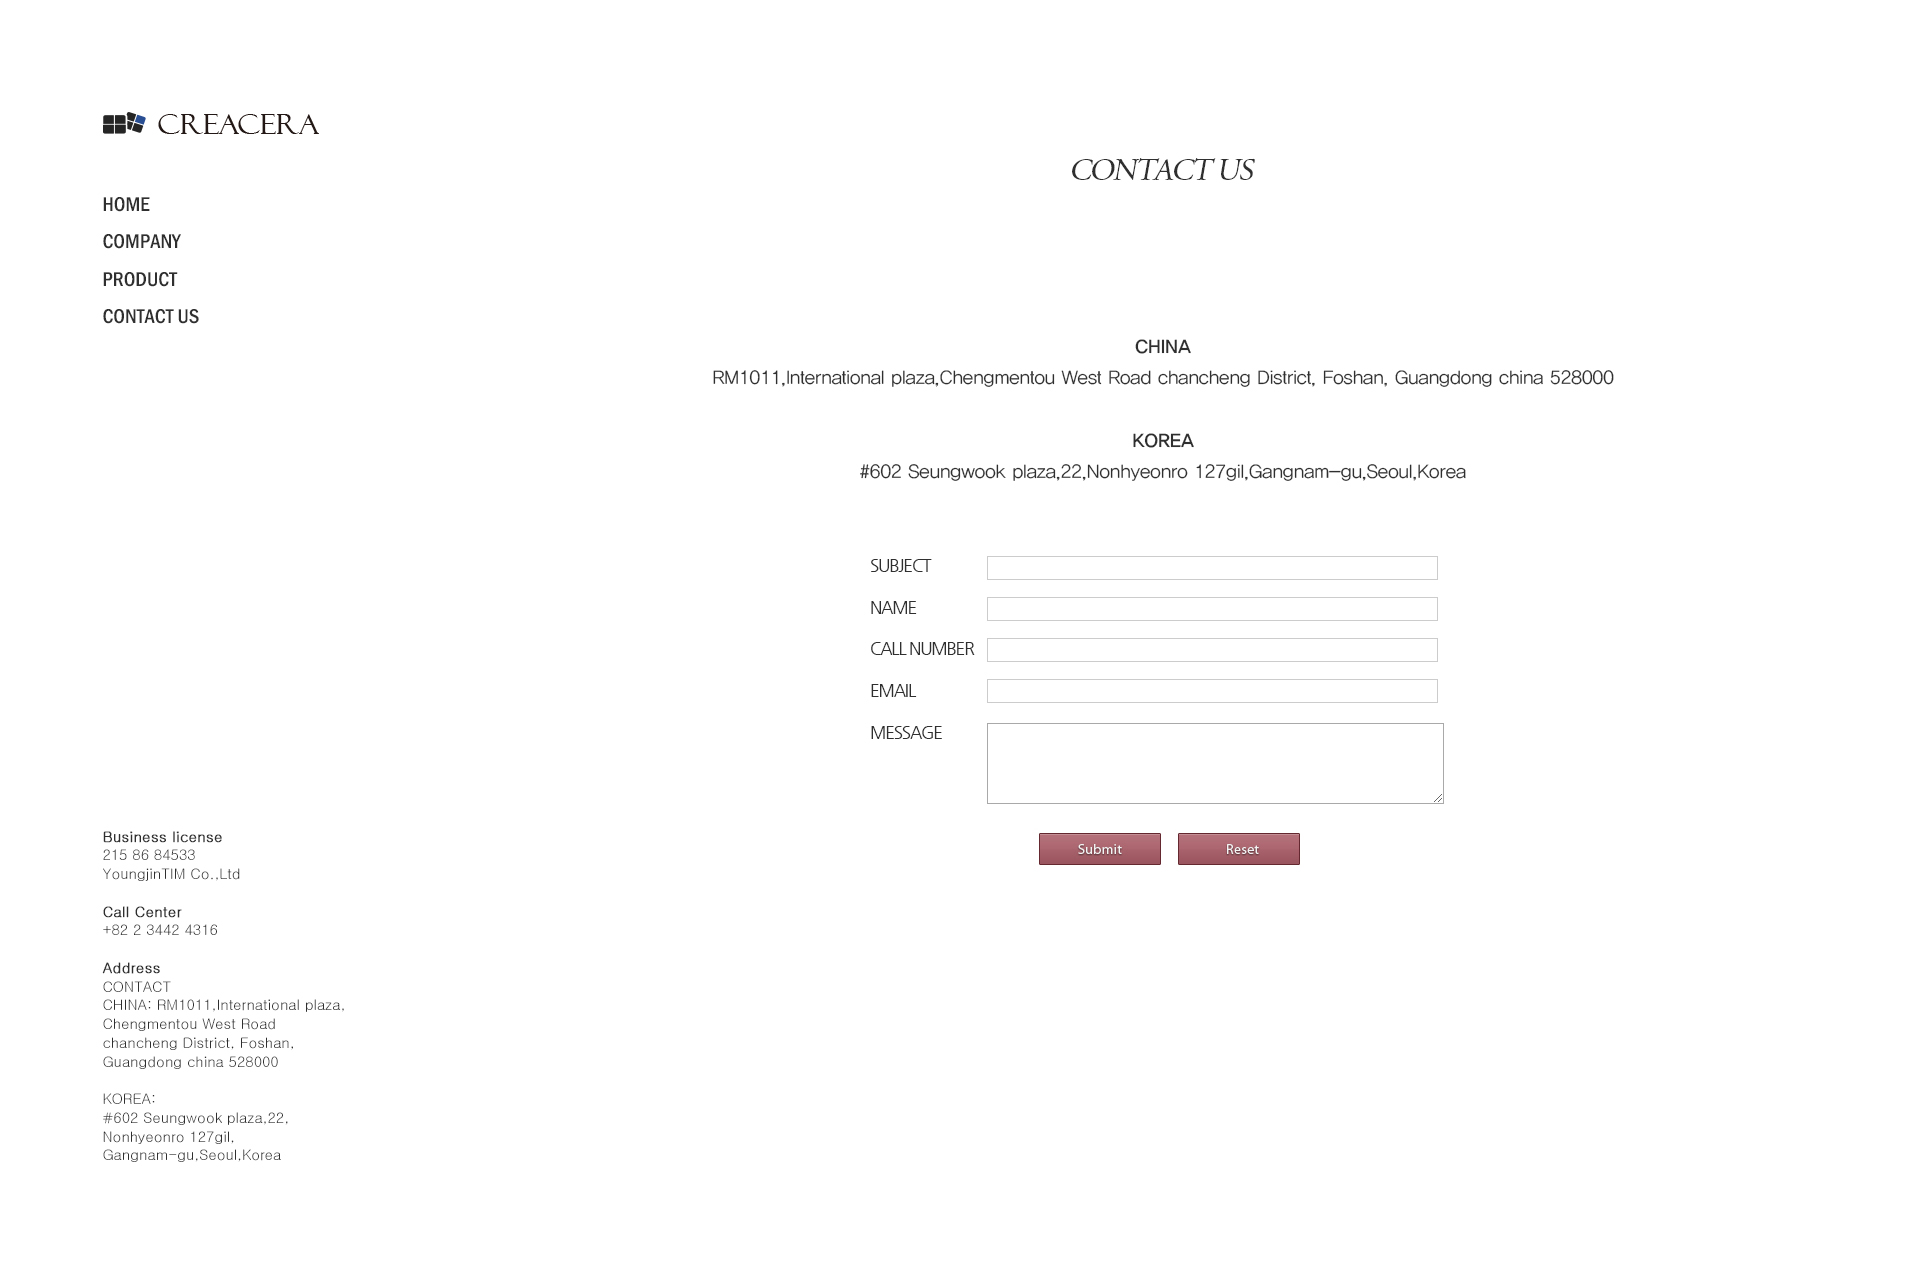 CREACERA
HOME
COMPANY
PRODUCT
CONTACT US
CONTACT US
CHINA
RM1011,International plaza,Chengmentou West Road chancheng District, Foshan, Guangdong china 528000
KOREA
#602 Seungwook plaza,22,Nonhyeonro 127gil,Gangnam-gu,Seoul,Korea
SUBJECT
NAME
CALL NUMBER
EMAIL
MESSAGE
Submit Reset
Business license
215 86 84533
YoungjinTIM Co.,Ltd
Call Center
+82 2 3442 4316
Address
CONTACT
CHINA: RM1011,International plaza,
Chengmentou West Road
chancheng District, Foshan,
Guangdong china 528000
KOREA:
#602 Seungwook plaza,22,
Nonhyeonro 127gil,
Gangnam-gu,Seoul,Korea